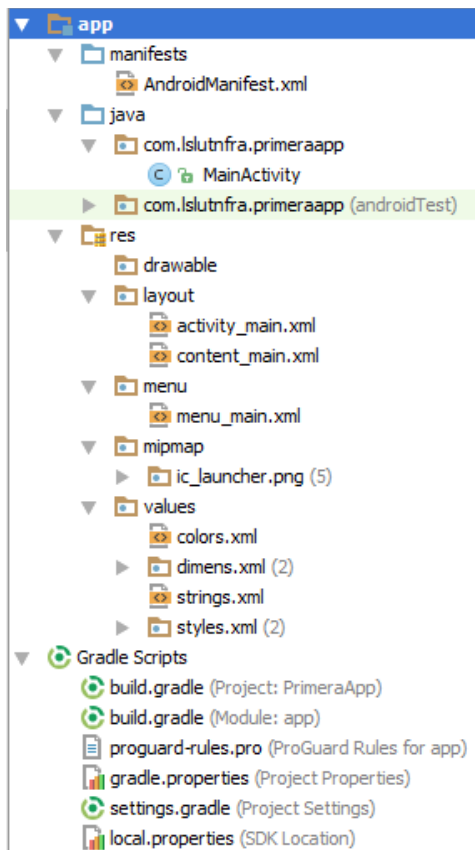 app
manifests
AndroidManifest.xml
java
com.lslutnfra.primeraapp
MainActivity
com.lslutnfra.primeraapp (androidTest)
res
drawable
layout
activity_main.xml
content_main.xml
menu
menu_main.xml
mipmap
ic_launcher.png (5)
values
colors.xml
dimens.xml (2)
strings.xml
styles.xml (2)
Gradle Scripts
build.gradle (Project: PrimeraApp)
build.gradle (Module: app)
proguard-rules.pro (ProGuard Rules for app)
gradle.properties (Project Properties)
settings.gradle (Project Settings)
local.properties (SDK Location)